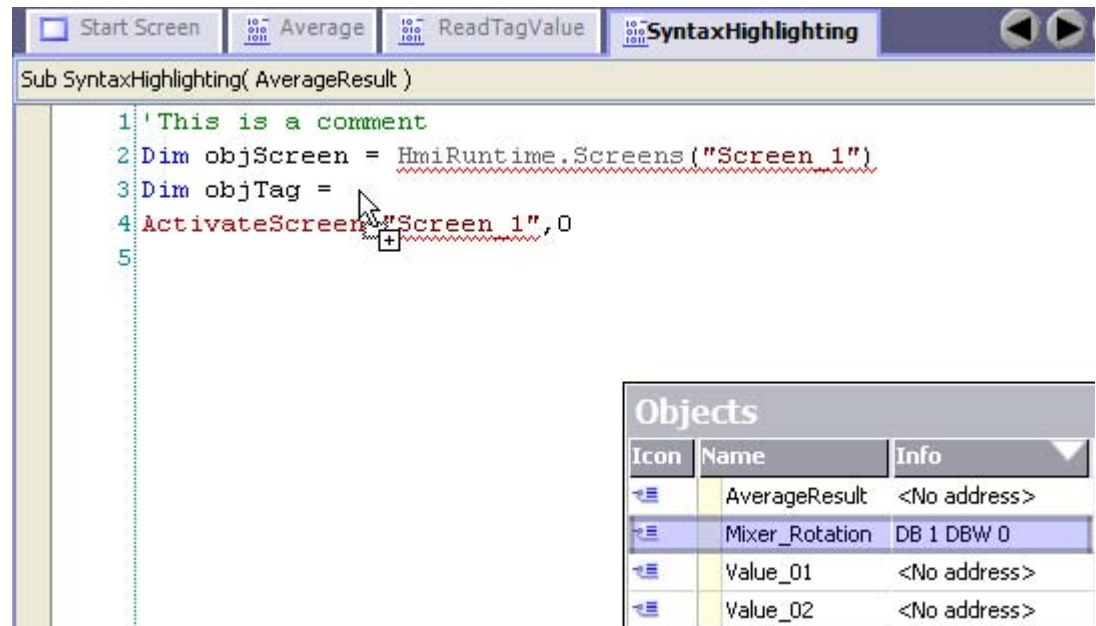 Start Screen Average ReadTagValue SyntaxHighlighting
Sub SyntaxHighlighting( AverageResult )
1 'This is a comment
2 Dim objScreen = HmiRuntime.Screens("Screen_1")
3 Dim objTag =
4 ActivateScreen "Screen_1",0
5
Objects
Icon Name Info
AverageResult <No address>
Mixer_Rotation DB 1 DBW 0
Value_01 <No address>
Value_02 <No address>